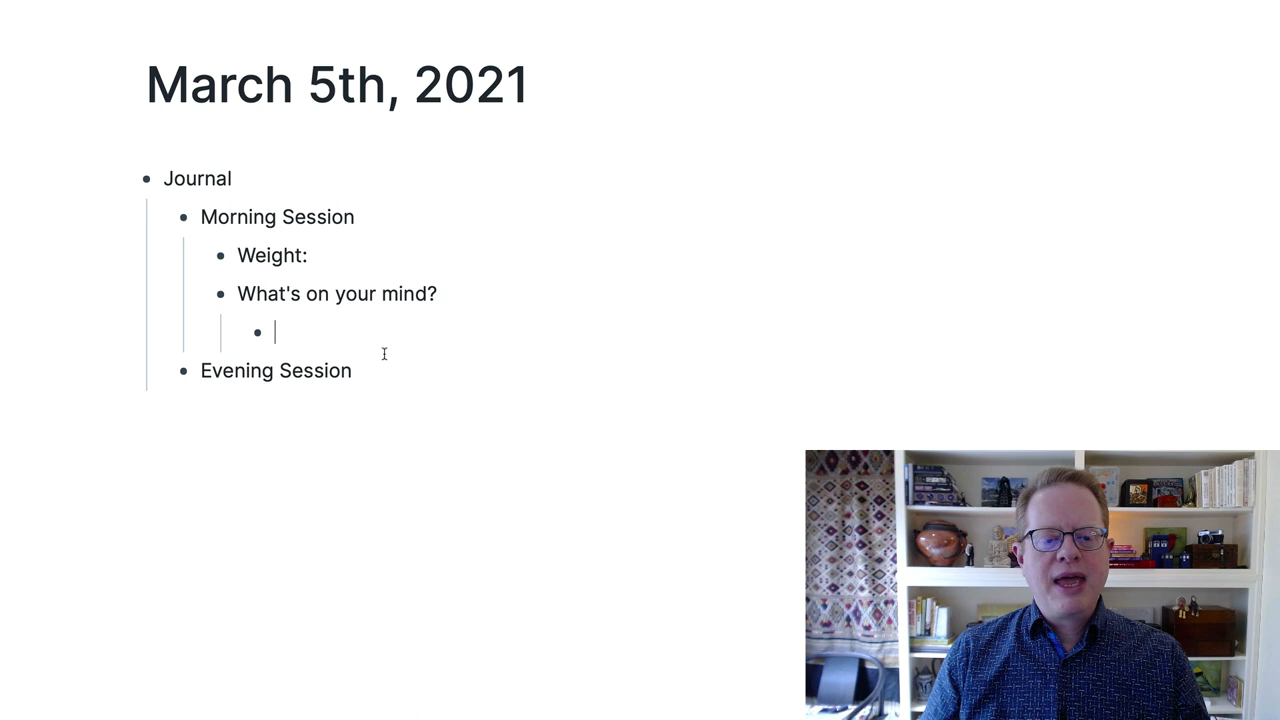 March 5th, 2021
Journal
Morning Session
Weight:
What's on your mind?
Evening Session